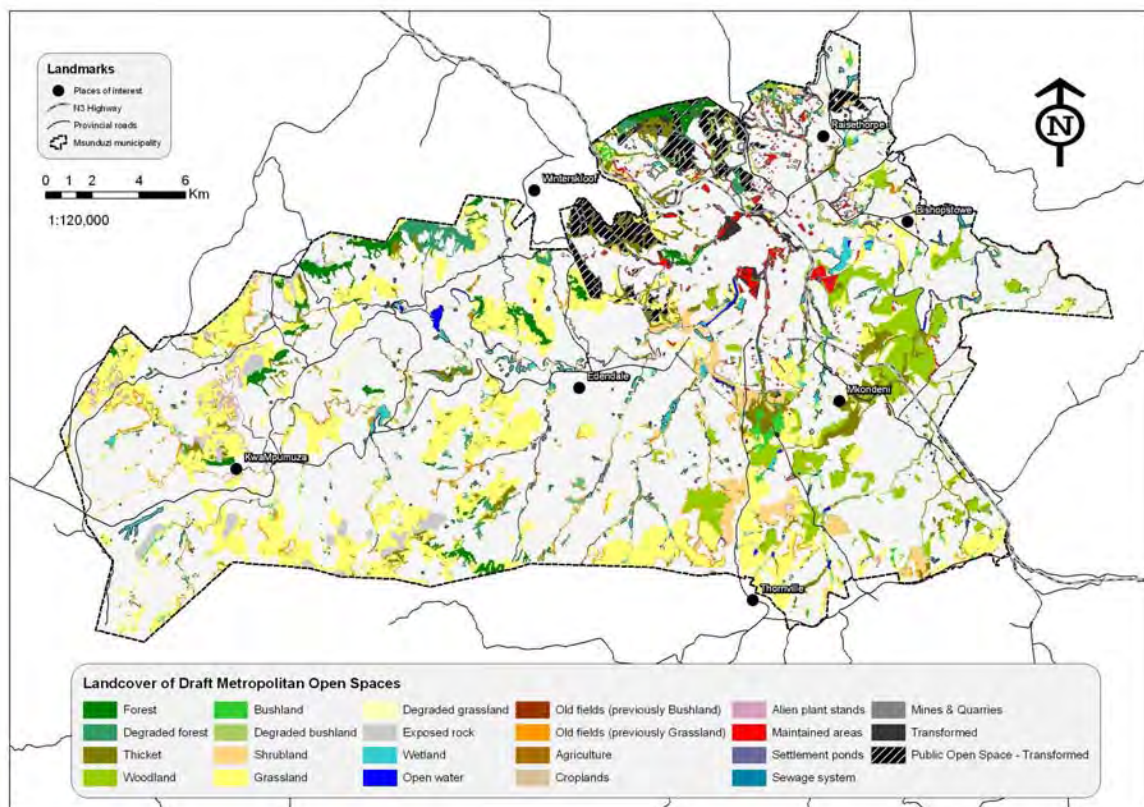 Landmarks
Places of interest
N3 Highway
Provincial roads
Msunduzi municipality
0 1 2 4 6
Km
1:120,000
N
Raisethorpe
Winterskloof
Bishopstowe
Edendale
Mkondeni
KwaMpumuza
Thornville
Landcover of Draft Metropolitan Open Spaces
Forest
Degraded forest
Thicket
Woodland
Bushland
Degraded bushland
Shrubland
Grassland
Degraded grassland
Exposed rock
Wetland
Open water
Old fields (previously Bushland)
Old fields (previously Grassland)
Agriculture
Croplands
Alien plant stands
Maintained areas
Settlement ponds
Sewage system
Mines & Quarries
Transformed
Public Open Space - Transformed